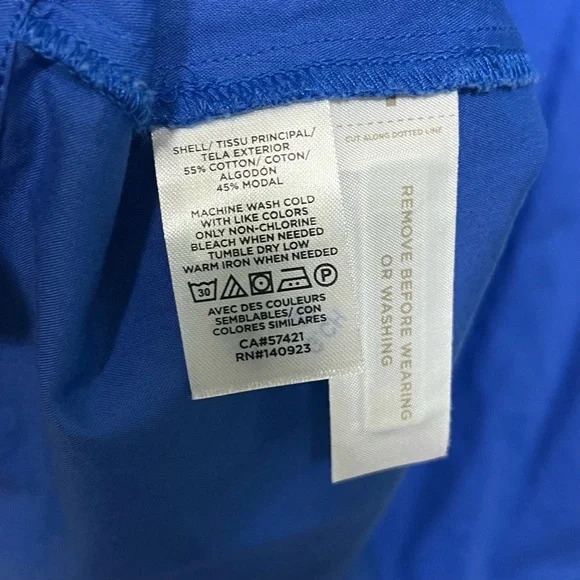 SHELL/ TISSU PRINCIPAL/
TELA EXTERIOR
55% COTTON/ COTON/
ALGODÓN
45% MODAL
MACHINE WASH COLD
WITH LIKE COLORS
ONLY NON-CHLORINE
BLEACH WHEN NEEDED
TUMBLE DRY LOW
WARM IRON WHEN NEEDED
30 P
AVEC DES COULEURS
SEMBLABLES/ CON
COLORES SIMILARES
CA#57421
RN#140923
CUT ALONG DOTTED LINE
REMOVE BEFORE WEARING
OR WASHING